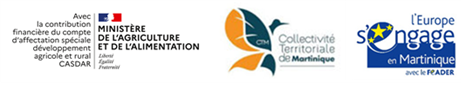 Avec
la contribution
financière du compte
d'affectation spéciale
développement
agricole et rural
CASDAR
MINISTÈRE
DE L'AGRICULTURE
ET DE L'ALIMENTATION
Liberté
Égalité
Fraternité
CTM
Collectivité
Territoriale
de Martinique
l'Europe
s'engage
en Martinique
avec le FEADER